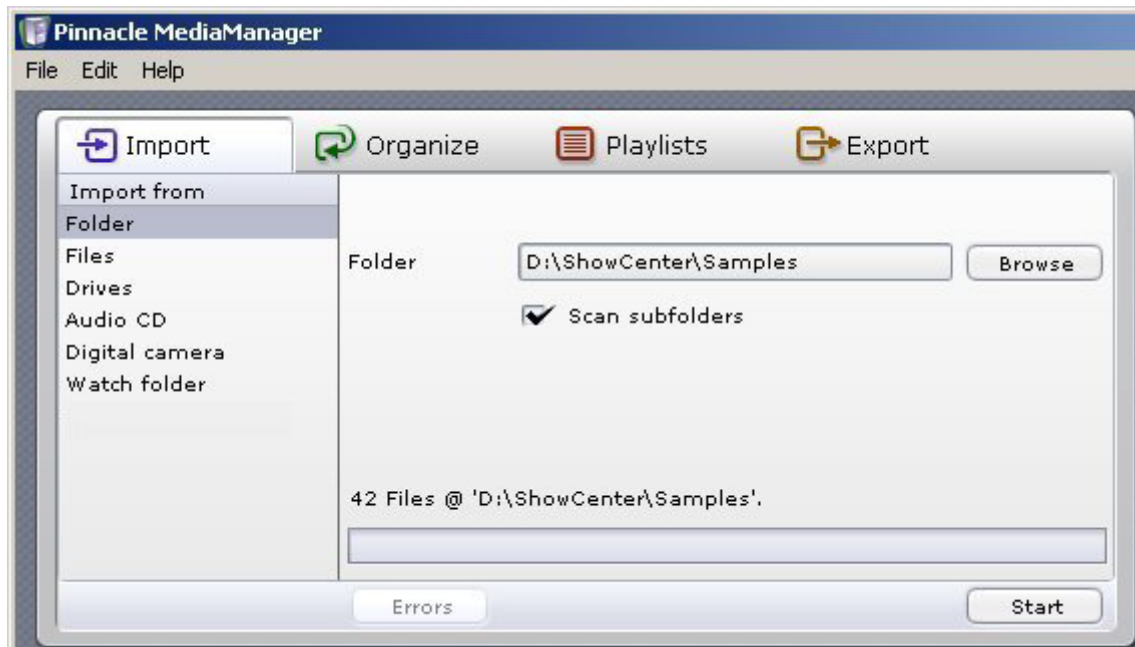 Pinnacle MediaManager
File Edit Help
Import Organize Playlists Export
Import from
Folder
Files
Drives
Audio CD
Digital camera
Watch folder
Folder D:\ShowCenter\Samples Browse
Scan subfolders
42 Files @ 'D:\ShowCenter\Samples'.
Errors Start